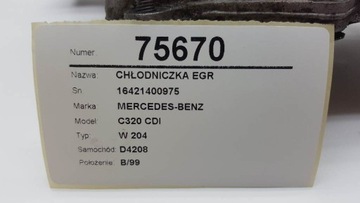 Numer: 75670
Nazwa: CHŁODNICZKA EGR
Sn: 16421400975
Marka MERCEDES-BENZ
Model C320 CDI
Typ: W 204
Samochód: D4208
Położenie: B/99